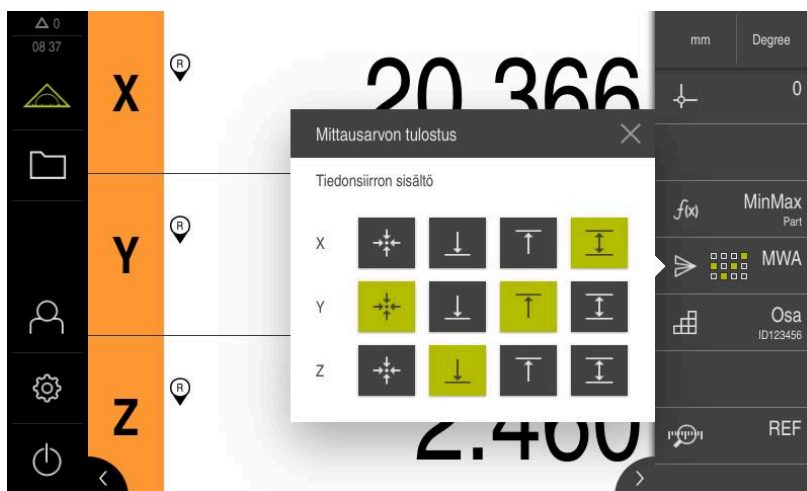 0
08 37
X
R
20.366
mm
Degree
0
Mittausarvon tulostus
Tiedonsiirron sisältö
X
Y
Z
Y
R
f(x)
MinMax
Part
MWA
Osa
ID123456
Z
R
2.460
REF